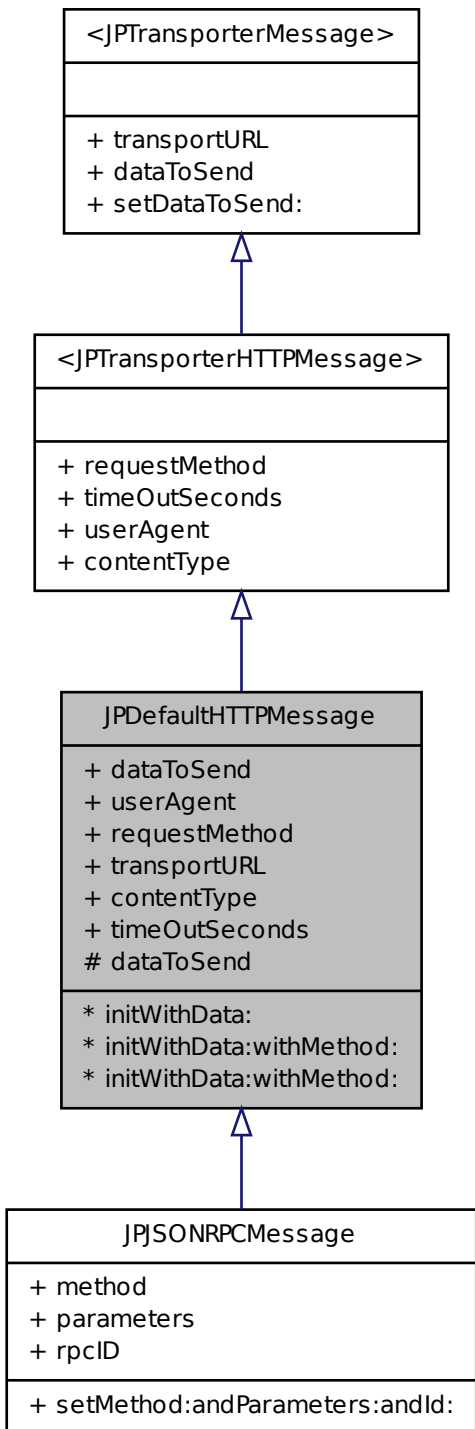 <JPTransporterMessage>
+ transportURL
+ dataToSend
+ setDataToSend:
<JPTransporterHTTPMessage>
+ requestMethod
+ timeOutSeconds
+ userAgent
+ contentType
JPDefaultHTTPMessage
+ dataToSend
+ userAgent
+ requestMethod
+ transportURL
+ contentType
+ timeOutSeconds
# dataToSend
* initWithData:
* initWithData:withMethod:
* initWithData:withMethod:
JPJSONRPCMessage
+ method
+ parameters
+ rpcID
+ setMethod:andParameters:andId: